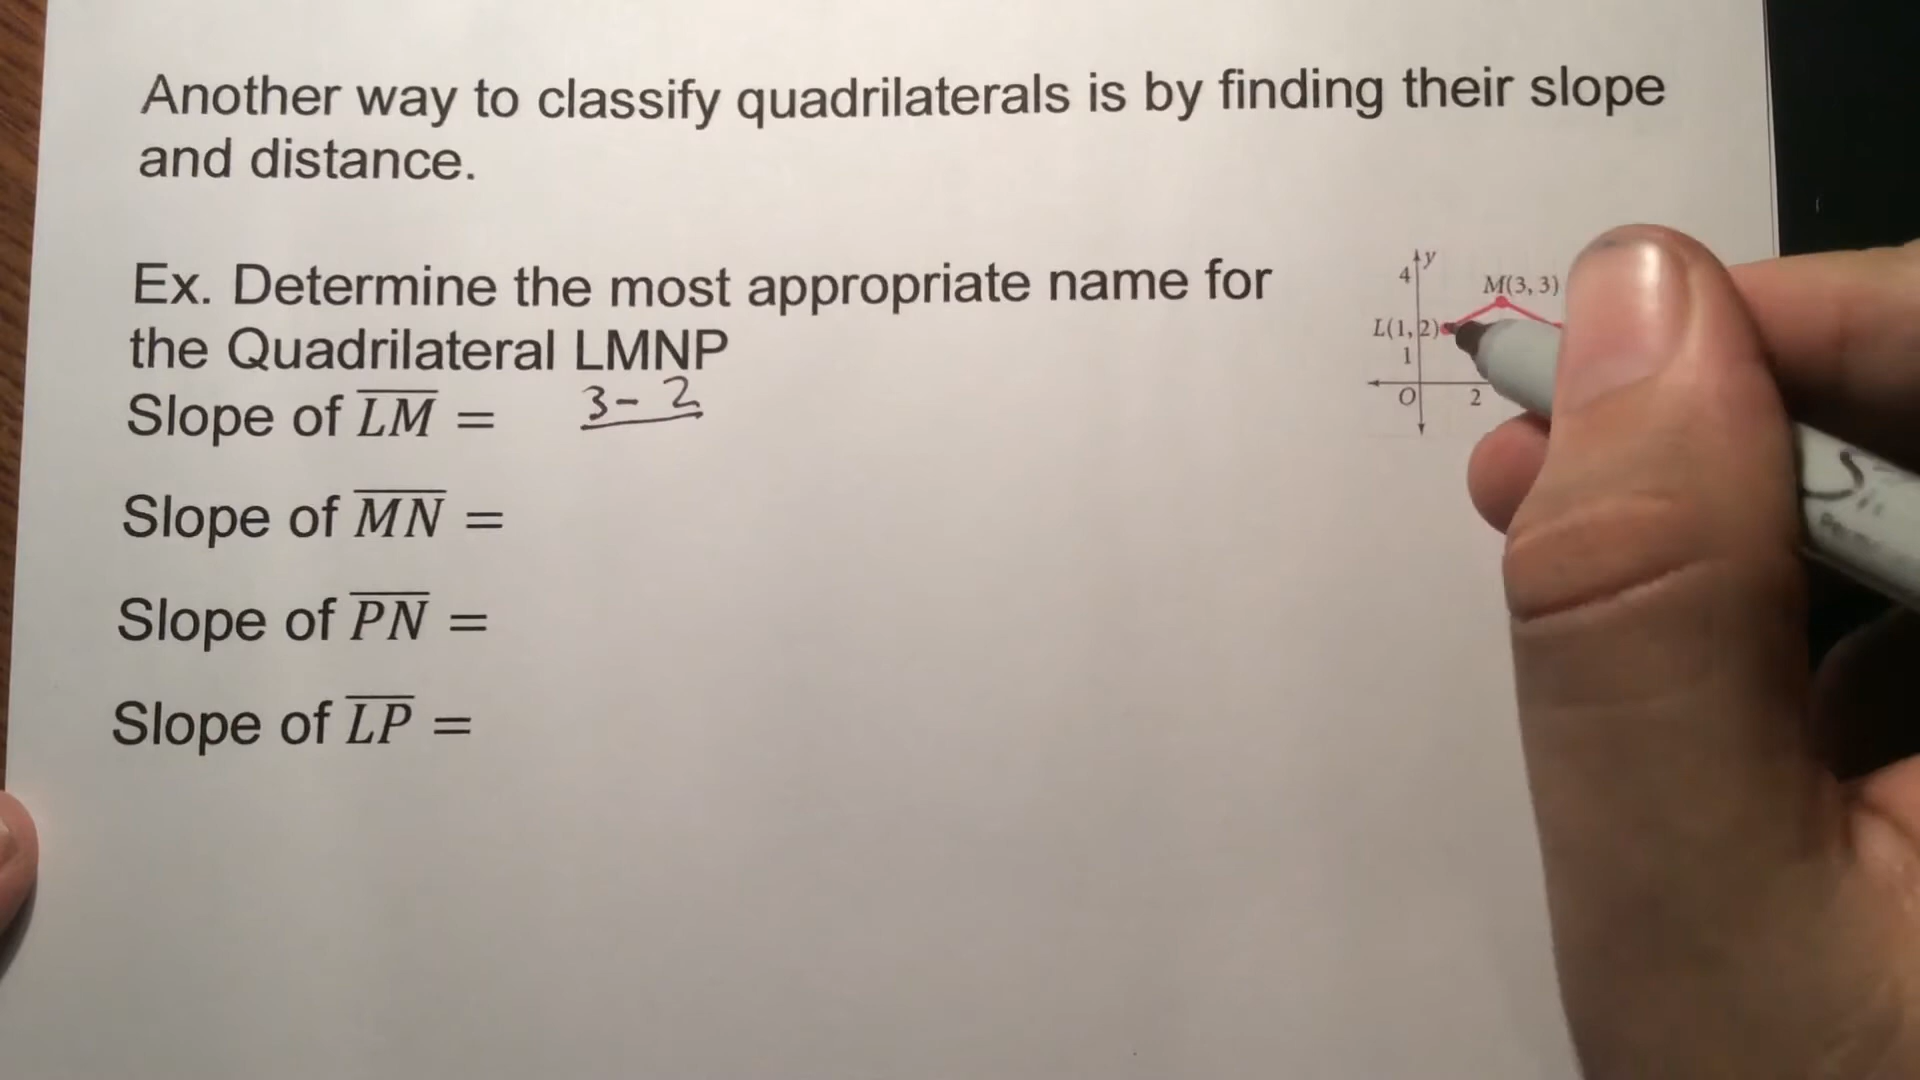 Another way to classify quadrilaterals is by finding their slope
and distance.
Ex. Determine the most appropriate name for
the Quadrilateral LMNP
Slope of LM =
3 - 2
Slope of MN =
Slope of PN =
Slope of LP =
y
4
M(3, 3)
L(1, 2)
1
O
2